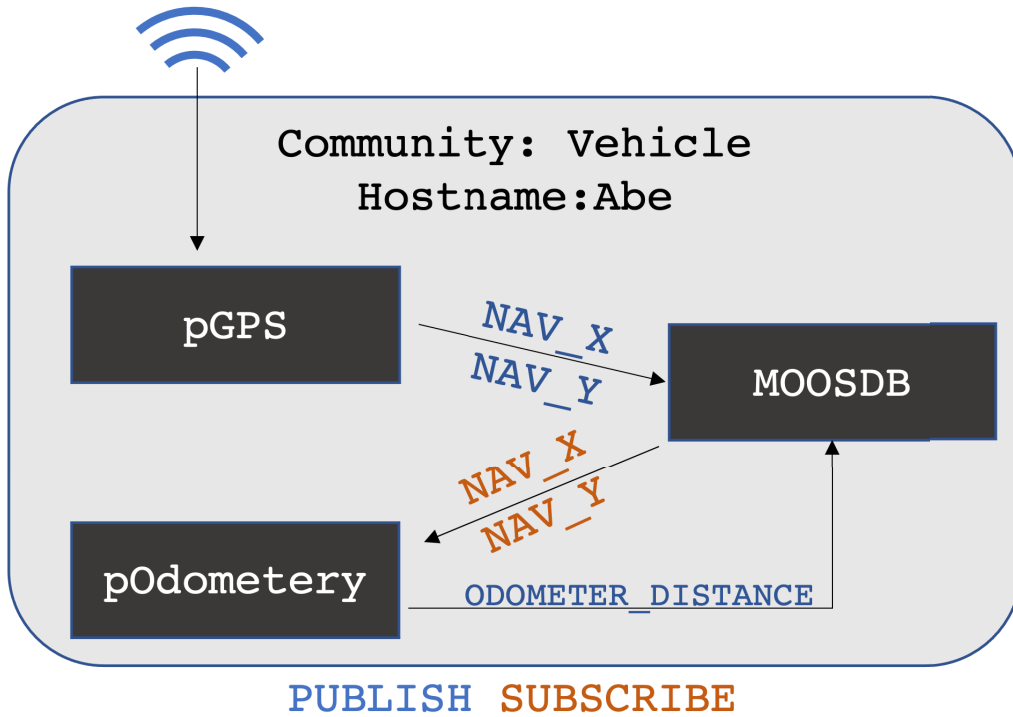 Community: Vehicle
Hostname:Abe
pGPS
NAV_X
NAV_Y
MOOSDB
NAV_X
NAV_Y
pOdometery
ODOMETER_DISTANCE
PUBLISH SUBSCRIBE